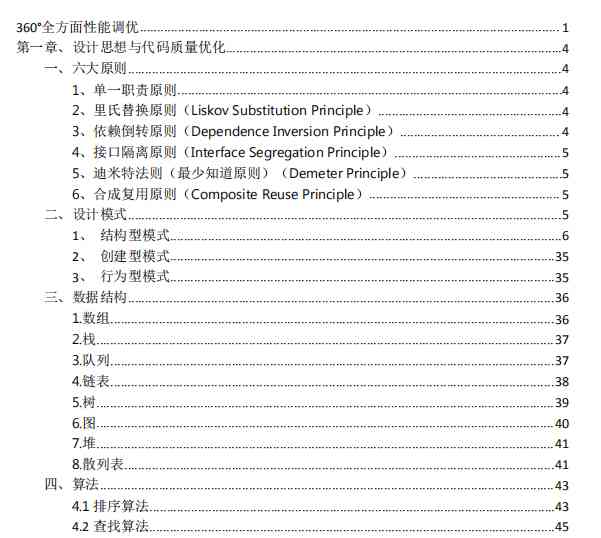 360°全方面性能调优 1
第一章、设计思想与代码质量优化 4
一、六大原则 4
1、单一职责原则 4
2、里氏替换原则（Liskov Substitution Principle） 4
3、依赖倒转原则（Dependence Inversion Principle） 4
4、接口隔离原则（Interface Segregation Principle） 5
5、迪米特法则（最少知道原则）（Demeter Principle） 5
6、合成复用原则（Composite Reuse Principle） 5
二、设计模式 5
1、 结构型模式 6
2、 创建型模式 35
3、 行为型模式 35
三、数据结构 36
1.数组 36
2.栈 37
3.队列 37
4.链表 38
5.树 39
6.图 40
7.堆 41
8.散列表 41
四、算法 43
4.1 排序算法 43
4.2 查找算法 45